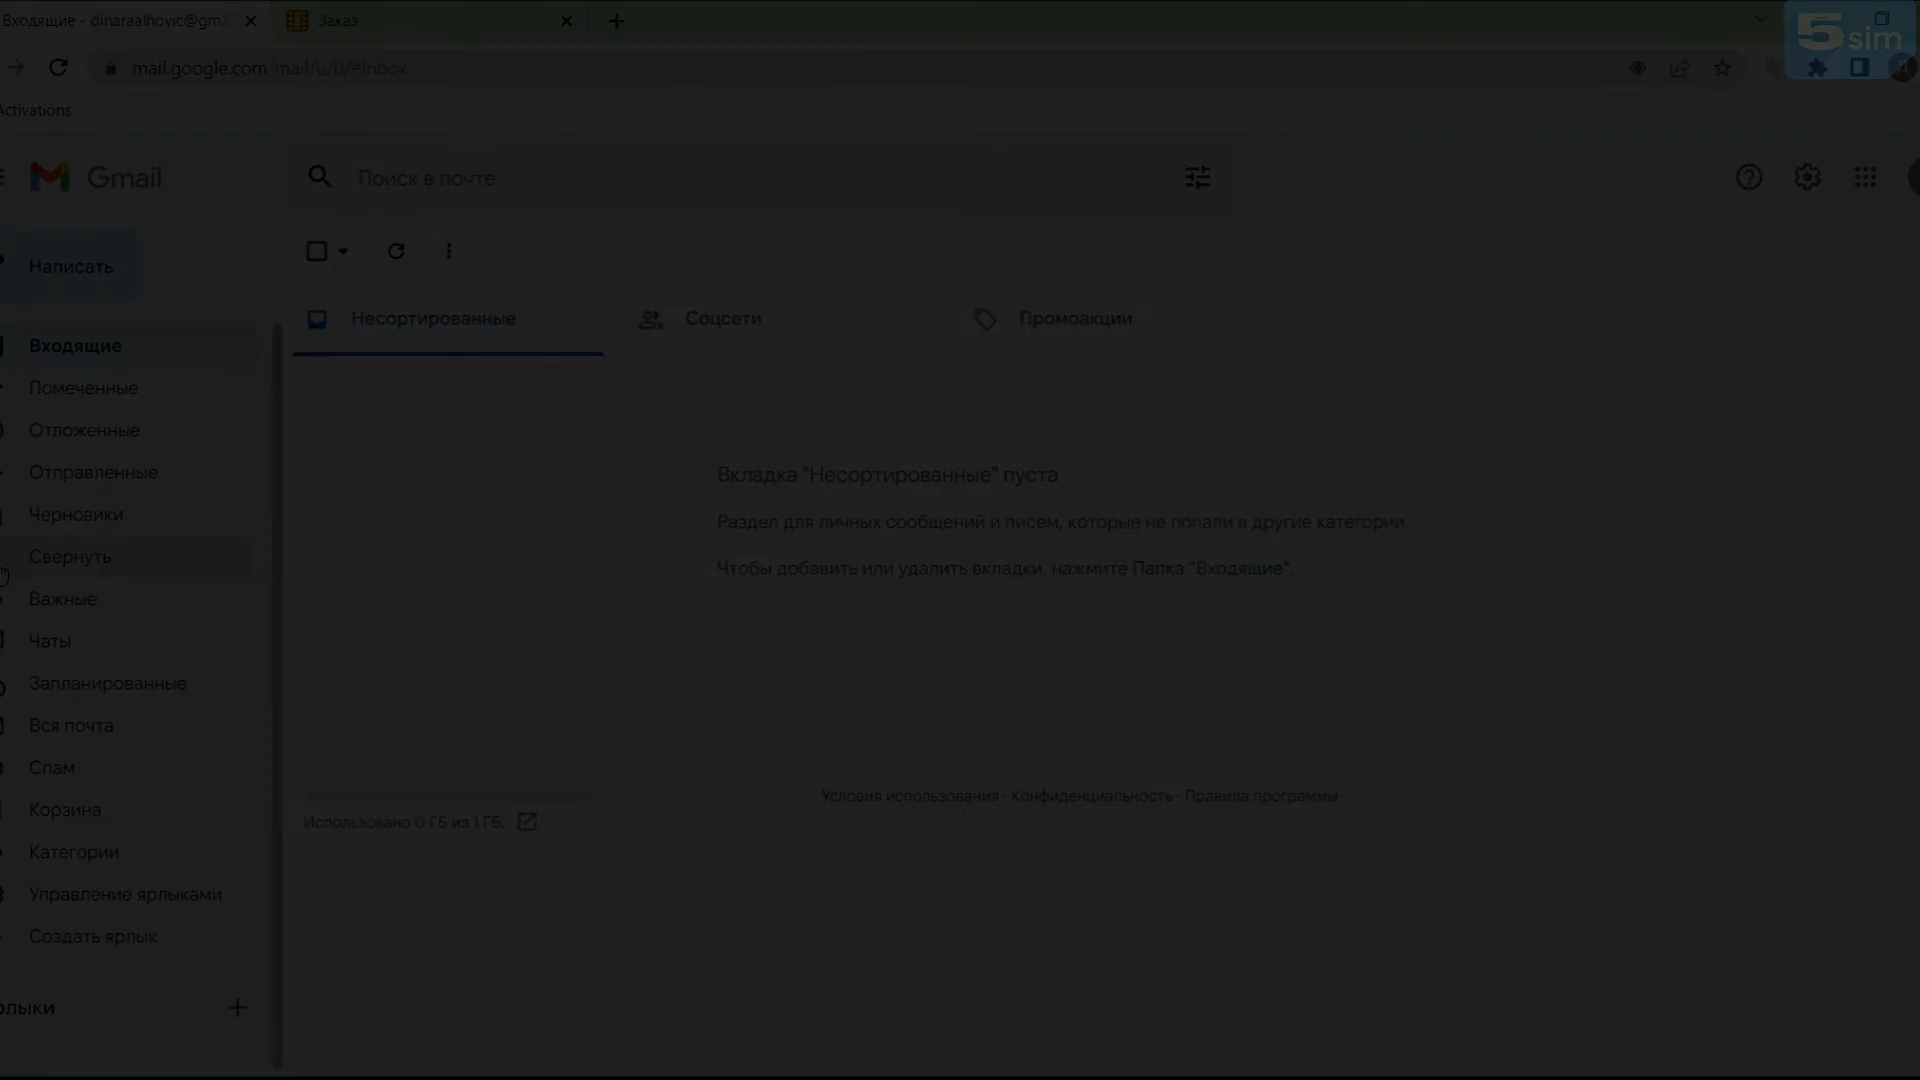 Входящие - dinaraalhovic@gm
Заказ
5sim
mail.google.com/mail/u/0/#inbox
Activations
Gmail
Поиск в почте
Написать
Несортированные
Соцсети
Промоакции
Входящие
Помеченные
Отложенные
Отправленные
Черновики
Свернуть
Важные
Чаты
Запланированные
Вся почта
Спам
Корзина
Категории
Управление ярлыками
Создать ярлык
рлыки
Вкладка "Несортированные" пуста
Раздел для личных сообщений и писем, которые не попали в другие категории.
Чтобы добавить или удалить вкладки, нажмите Папка "Входящие".
Условия использования · Конфиденциальность · Правила программы
Использовано 0 ГБ из 1 ГБ.